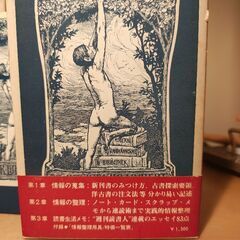 第1章 情報の蒐集：新刊書のみつけ方、古書探索要領、
洋古書の注文法等 分かり易い記述
第2章 情報の整理：ノート・カード・スクラップ・メ
モから速読術まで実践的情報整理
第3章 読書生活メモ："週刊読書人"連載のエッセイ83点
付録＝「情報整理用具/特価一覧表」
¥1,300